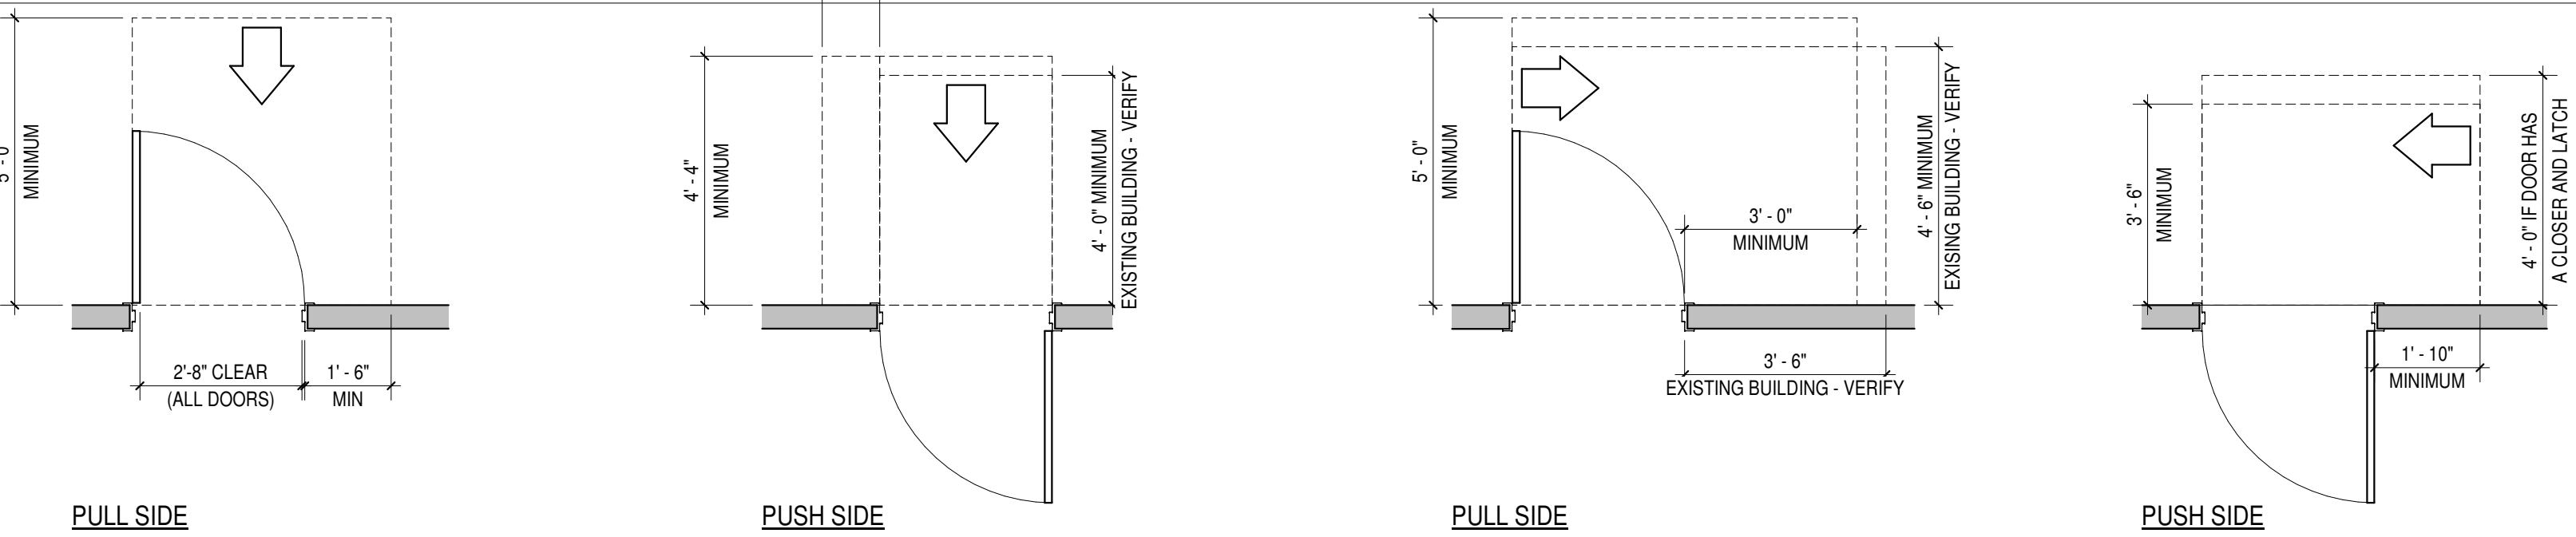 5' - 0"
MINIMUM
2'-8" CLEAR
(ALL DOORS)
1' - 6"
MIN
PULL SIDE
4' - 4"
MINIMUM
4' - 0" MINIMUM
EXISTING BUILDING - VERIFY
PUSH SIDE
5' - 0"
MINIMUM
3' - 0"
MINIMUM
4' - 6" MINIMUM
EXISING BUILDING - VERIFY
3' - 6"
EXISTING BUILDING - VERIFY
PULL SIDE
3' - 6"
MINIMUM
4' - 0" IF DOOR HAS
A CLOSER AND LATCH
1' - 10"
MINIMUM
PUSH SIDE